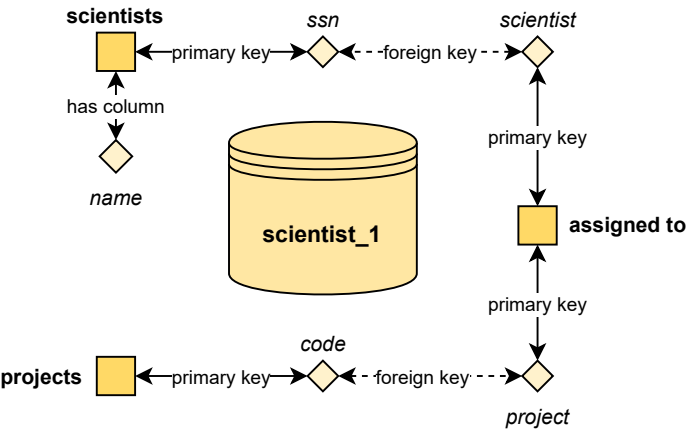 scientists
ssn
scientist
primary key
foreign key
has column
primary key
name
scientist_1
assigned to
primary key
code
projects
primary key
foreign key
project